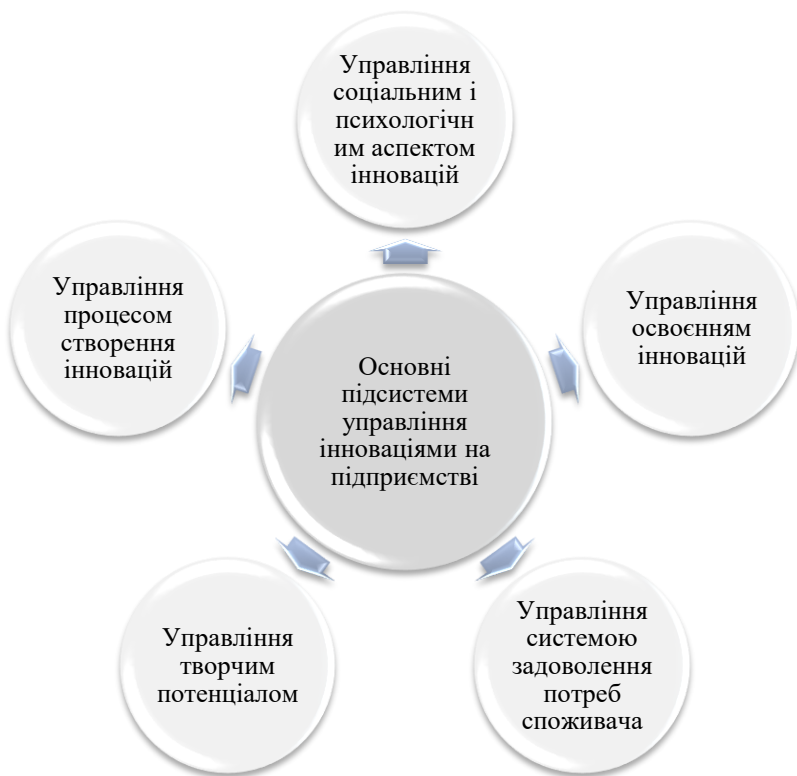 Управління
соціальним і
психологічн
им аспектом
інновацій
Управління
процесом
створення
інновацій
Управління
освоєнням
інновацій
Основні
підсистеми
управління
інноваціями на
підприємстві
Управління
творчим
потенціалом
Управління
системою
задоволення
потреб
споживача